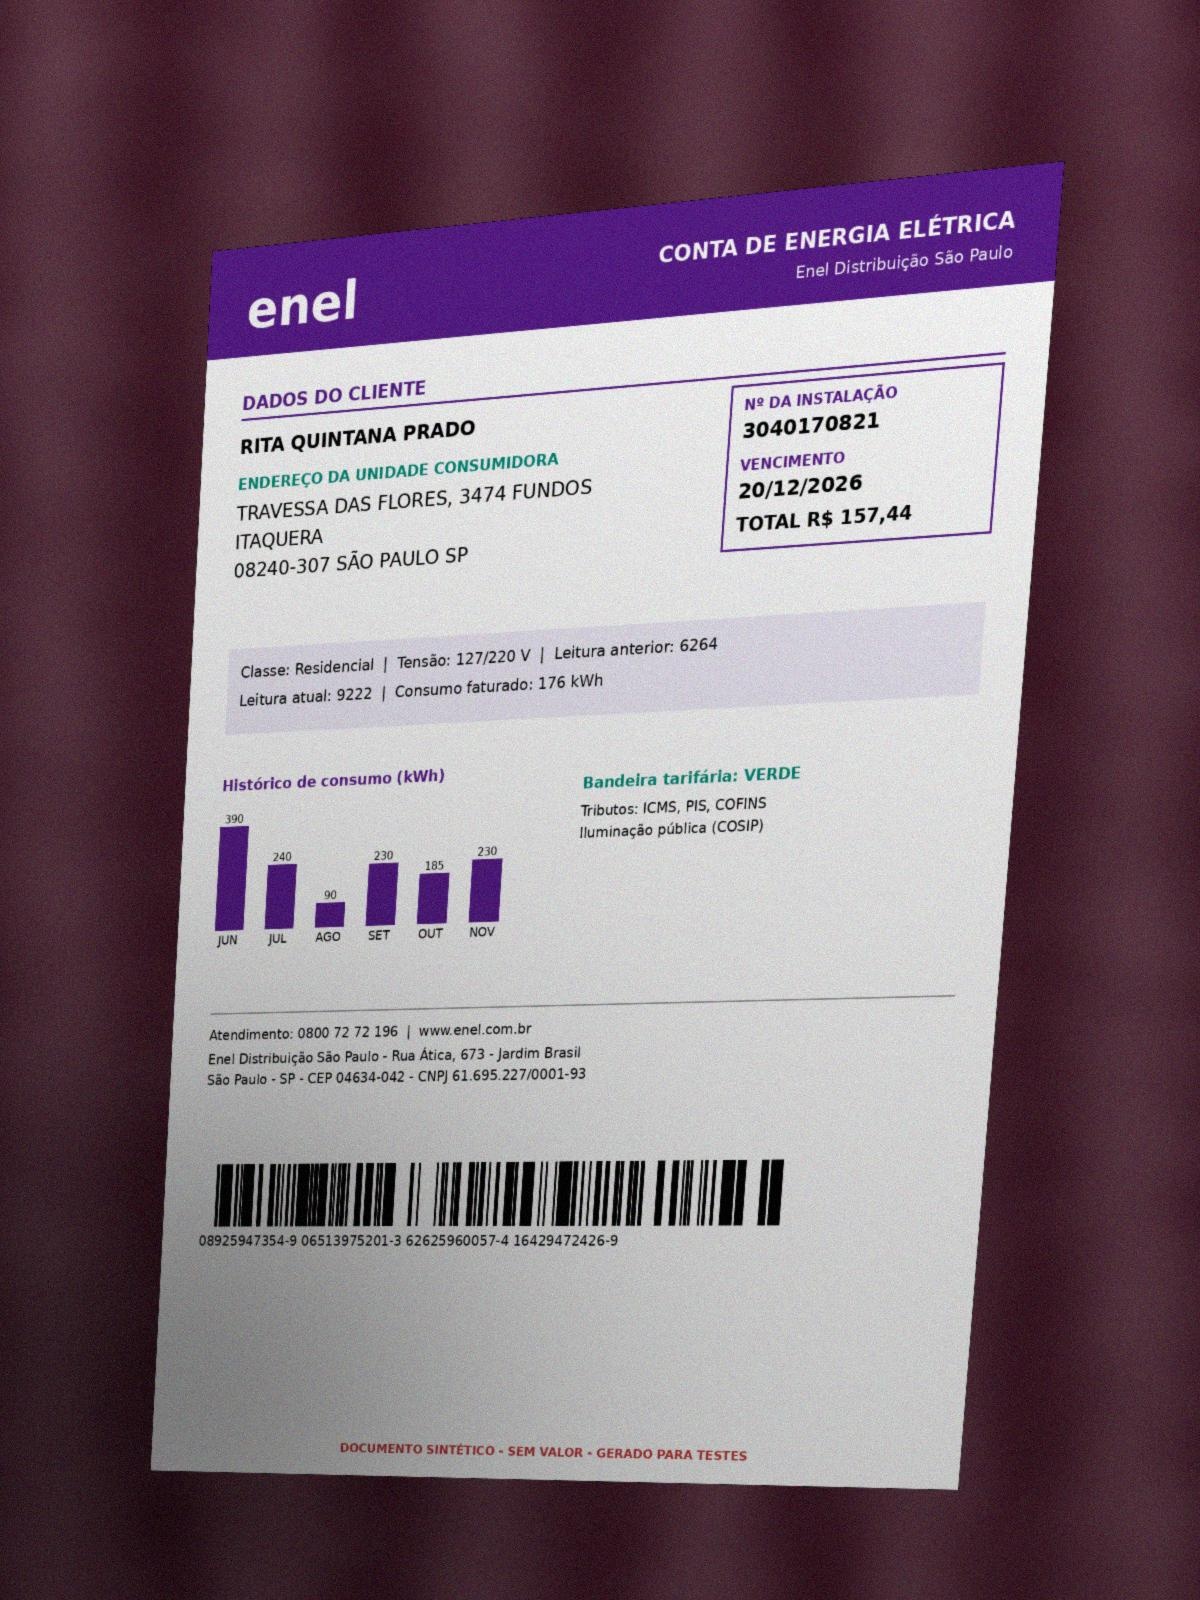 enel
CONTA DE ENERGIA ELÉTRICA
Enel Distribuição São Paulo
DADOS DO CLIENTE
RITA QUINTANA PRADO
ENDEREÇO DA UNIDADE CONSUMIDORA
TRAVESSA DAS FLORES, 3474 FUNDOS
ITAQUERA
08240-307 SÃO PAULO SP
Nº DA INSTALAÇÃO
3040170821
VENCIMENTO
20/12/2026
TOTAL R$ 157,44
Classe: Residencial | Tensão: 127/220 V | Leitura anterior: 6264
Leitura atual: 9222 | Consumo faturado: 176 kWh
Histórico de consumo (kWh)
390 240 90 230 185 230
JUN JUL AGO SET OUT NOV
Bandeira tarifária: VERDE
Tributos: ICMS, PIS, COFINS
Iluminação pública (COSIP)
Atendimento: 0800 72 72 196 | www.enel.com.br
Enel Distribuição São Paulo - Rua Ática, 673 - Jardim Brasil
São Paulo - SP - CEP 04634-042 - CNPJ 61.695.227/0001-93
08925947354-9 06513975201-3 62625960057-4 16429472426-9
DOCUMENTO SINTÉTICO - SEM VALOR - GERADO PARA TESTES